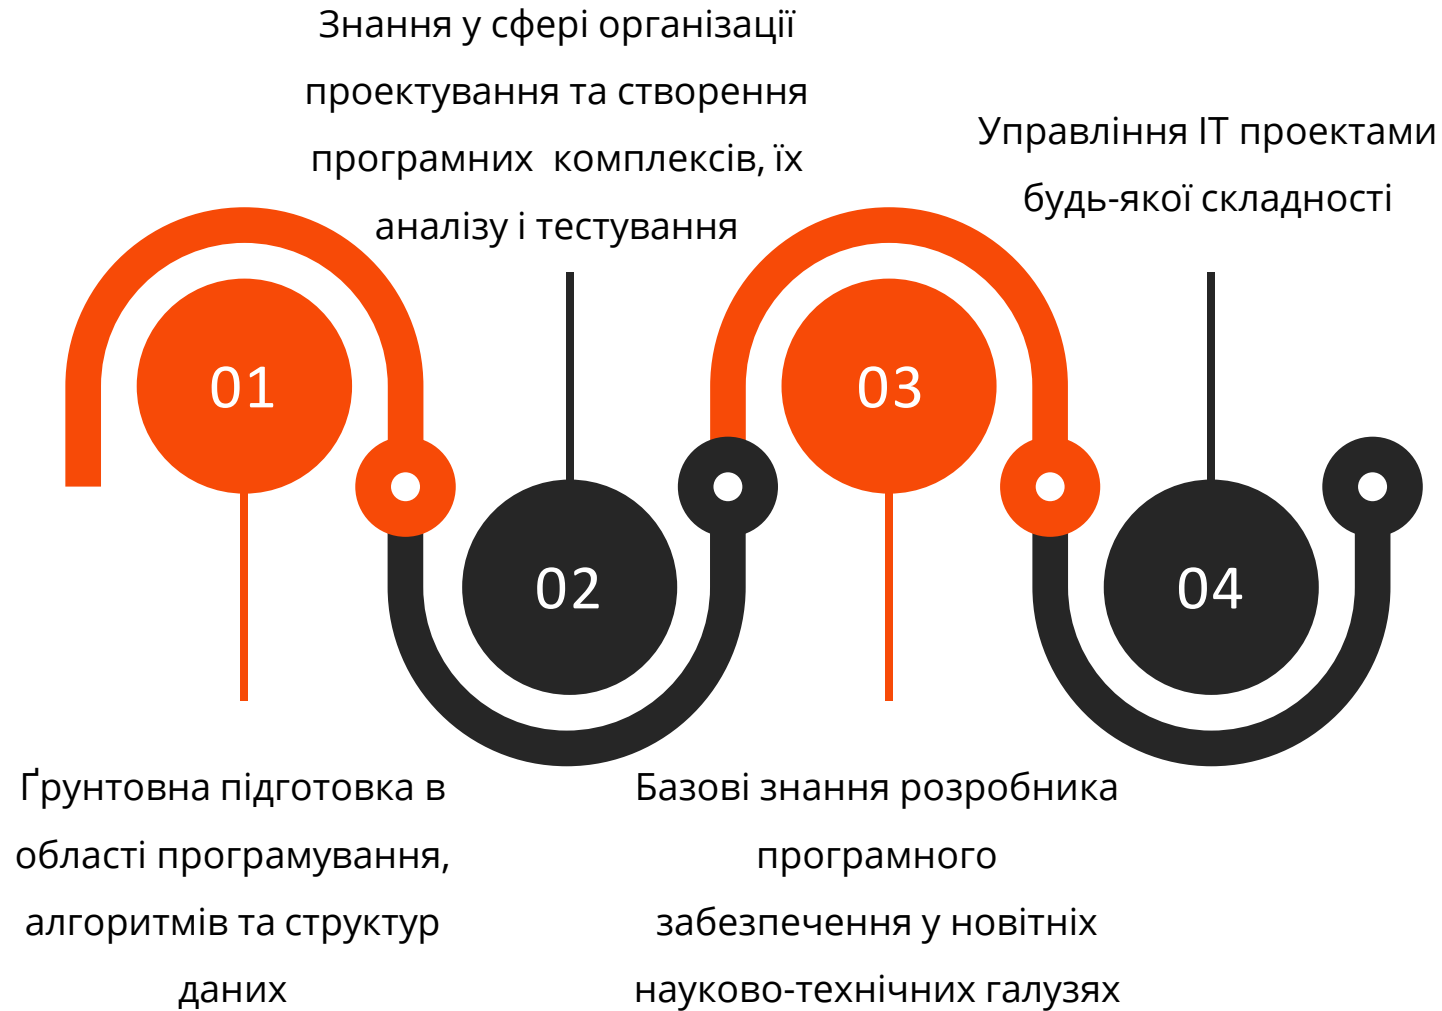 Знання у сфері організації
проектування та створення
програмних  комплексів, їх
аналізу і тестування
Управління ІТ проектами
будь-якої складності
01
03
02
04
Ґрунтовна підготовка в
області програмування,
алгоритмів та структур
даних
Базові знання розробника
програмного
забезпечення у новітніх
науково-технічних галузях